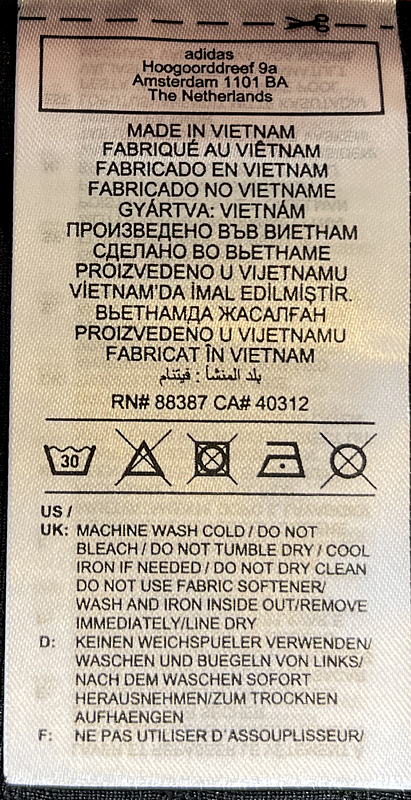 adidas
Hoogoorddreef 9a
Amsterdam 1101 BA
The Netherlands
MADE IN VIETNAM
FABRIQUÉ AU VIÊTNAM
FABRICADO EN VIETNAM
FABRICADO NO VIETNAME
GYÁRTVA: VIETNÁM
ПРОИЗВЕДЕНО ВЪВ ВИЕТНАМ
СДЕЛАНО ВО ВЬЕТНАМЕ
PROIZVEDENO U VIJETNAMU
VİETNAM'DA İMAL EDİLMİŞTİR.
ВЬЕТНАМДА ЖАСАЛҒАН
PROIZVEDENO U VIJETNAMU
FABRICAT ÎN VIETNAM
بلد المنشأ : فيتنام
RN# 88387 CA# 40312
30
US /
UK: MACHINE WASH COLD / DO NOT
BLEACH / DO NOT TUMBLE DRY / COOL
IRON IF NEEDED / DO NOT DRY CLEAN
DO NOT USE FABRIC SOFTENER/
WASH AND IRON INSIDE OUT/REMOVE
IMMEDIATELY/LINE DRY
D: KEINEN WEICHSPUELER VERWENDEN/
WASCHEN UND BUEGELN VON LINKS/
NACH DEM WASCHEN SOFORT
HERAUSNEHMEN/ZUM TROCKNEN
AUFHAENGEN
F: NE PAS UTILISER D'ASSOUPLISSEUR/